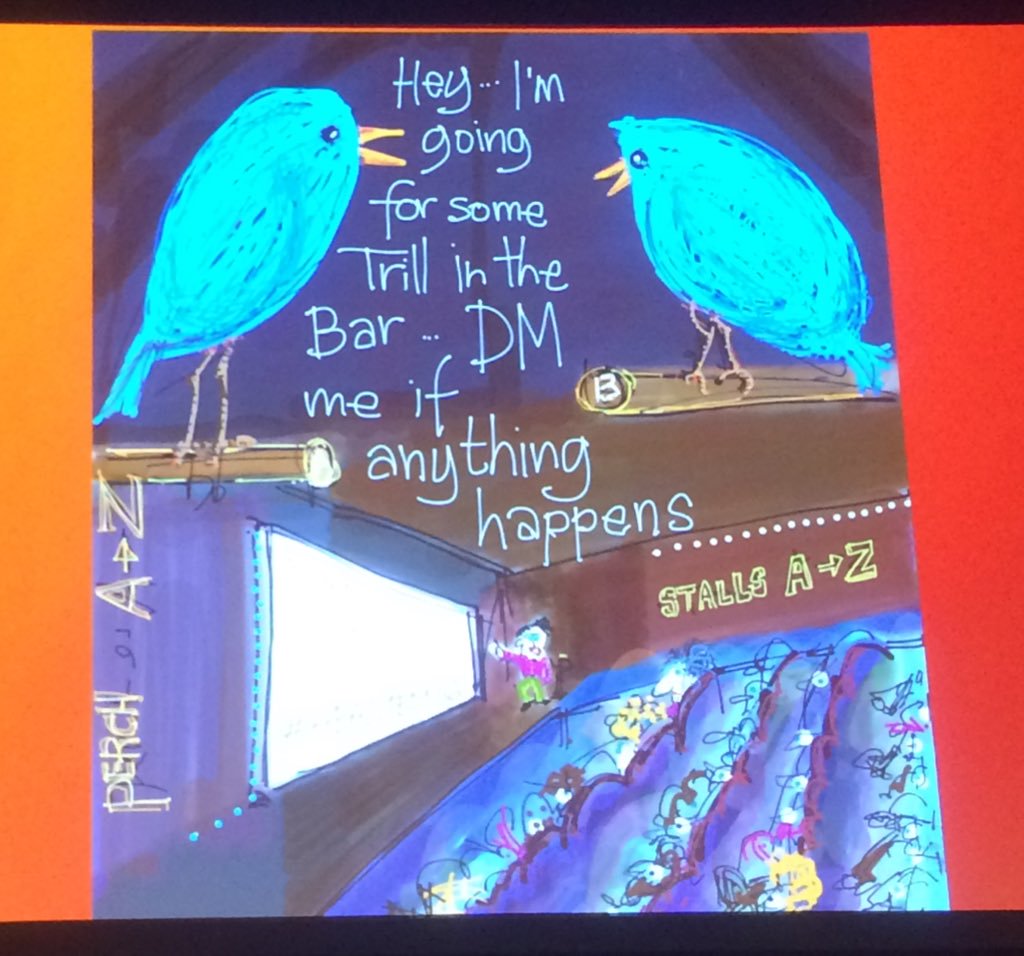 Hey... I'm
going
for some
Trill in the
Bar... DM
me if
anything
happens
B
A
STALLS A→Z
PERCH A→Z